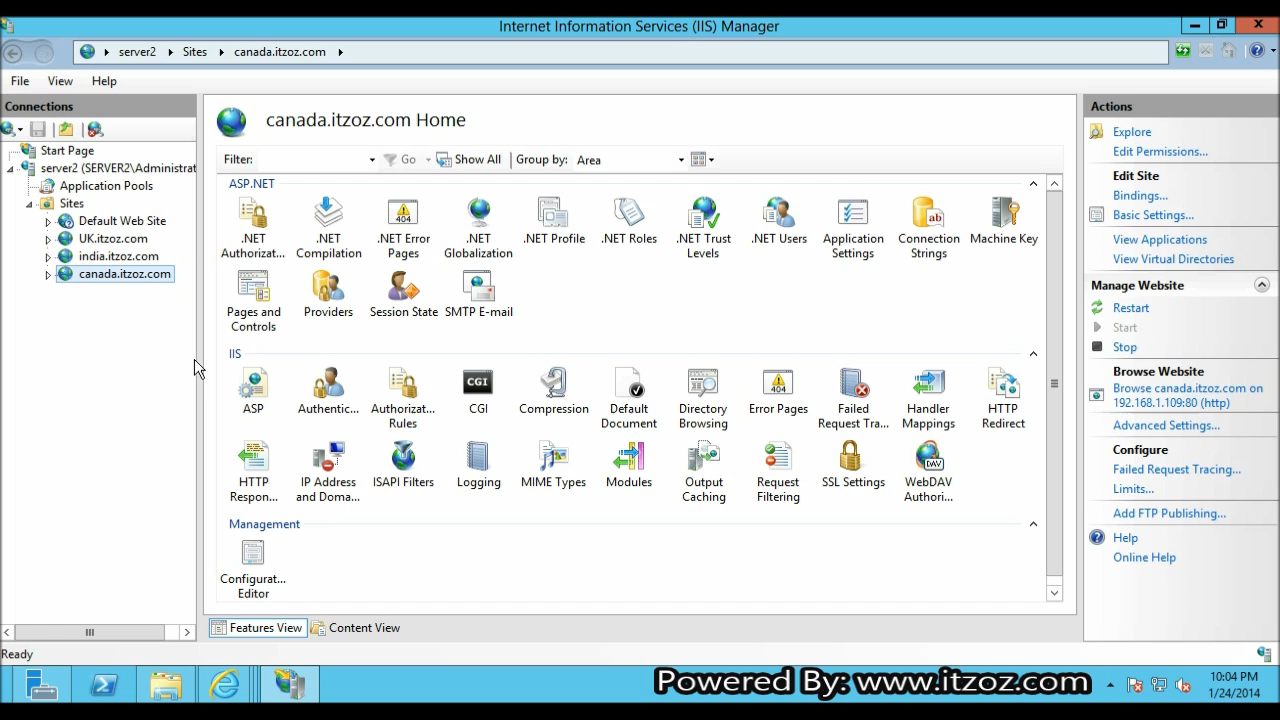 Internet Information Services (IIS) Manager
server2 Sites canada.itzoz.com
File View Help
Connections
Start Page
server2 (SERVER2\Administrat
Application Pools
Sites
Default Web Site
UK.itzoz.com
india.itzoz.com
canada.itzoz.com
canada.itzoz.com Home
Filter: Go Show All Group by: Area
ASP.NET
.NET Authorizat...
.NET Compilation
.NET Error Pages
.NET Globalization
.NET Profile
.NET Roles
.NET Trust Levels
.NET Users
Application Settings
Connection Strings
Machine Key
Pages and Controls
Providers
Session State
SMTP E-mail
IIS
ASP
Authentic...
Authorizat... Rules
CGI
CGI
Compression
Default Document
Directory Browsing
404
Error Pages
Failed Request Tra...
Handler Mappings
HTTP Redirect
HTTP Respon...
IP Address and Doma...
ISAPI Filters
Logging
MIME Types
Modules
Output Caching
Request Filtering
SSL Settings
DAV
WebDAV Authori...
Management
Configurat... Editor
Features View Content View
Actions
Explore
Edit Permissions...
Edit Site
Bindings...
Basic Settings...
View Applications
View Virtual Directories
Manage Website
Restart
Start
Stop
Browse Website
Browse canada.itzoz.com on
192.168.1.109:80 (http)
Advanced Settings...
Configure
Failed Request Tracing...
Limits...
Add FTP Publishing...
Help
Online Help
Ready
Powered By: www.itzoz.com
10:04 PM
1/24/2014